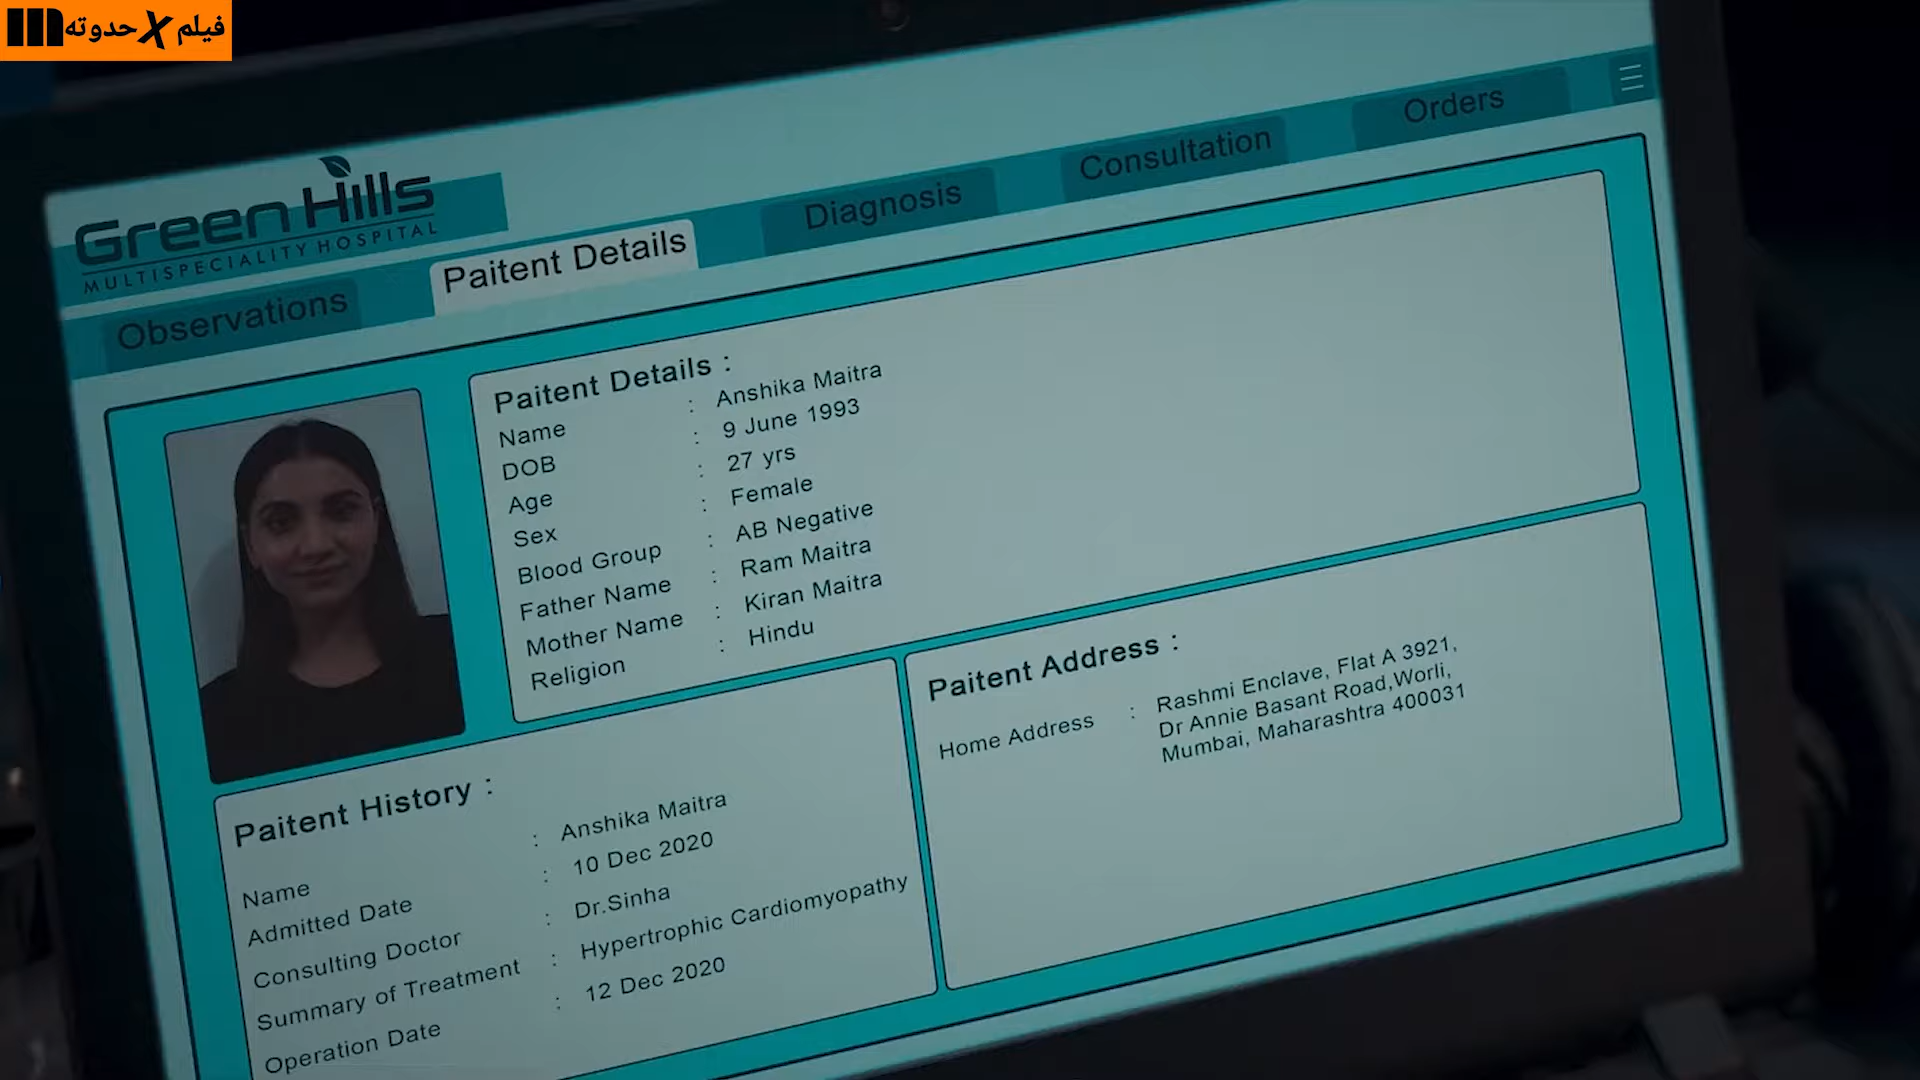 فيلم X حدوته
Green Hills
MULTISPECIALITY HOSPITAL
Observations
Paitent Details
Diagnosis
Consultation
Orders
Paitent Details :
Name : Anshika Maitra
DOB : 9 June 1993
Age : 27 yrs
Sex : Female
Blood Group : AB Negative
Father Name : Ram Maitra
Mother Name : Kiran Maitra
Religion : Hindu
Paitent History :
Name : Anshika Maitra
Admitted Date : 10 Dec 2020
Consulting Doctor : Dr.Sinha
Summary of Treatment : Hypertrophic Cardiomyopathy
Operation Date : 12 Dec 2020
Paitent Address :
Home Address : Rashmi Enclave, Flat A 3921,
Dr Annie Basant Road,Worli,
Mumbai, Maharashtra 400031